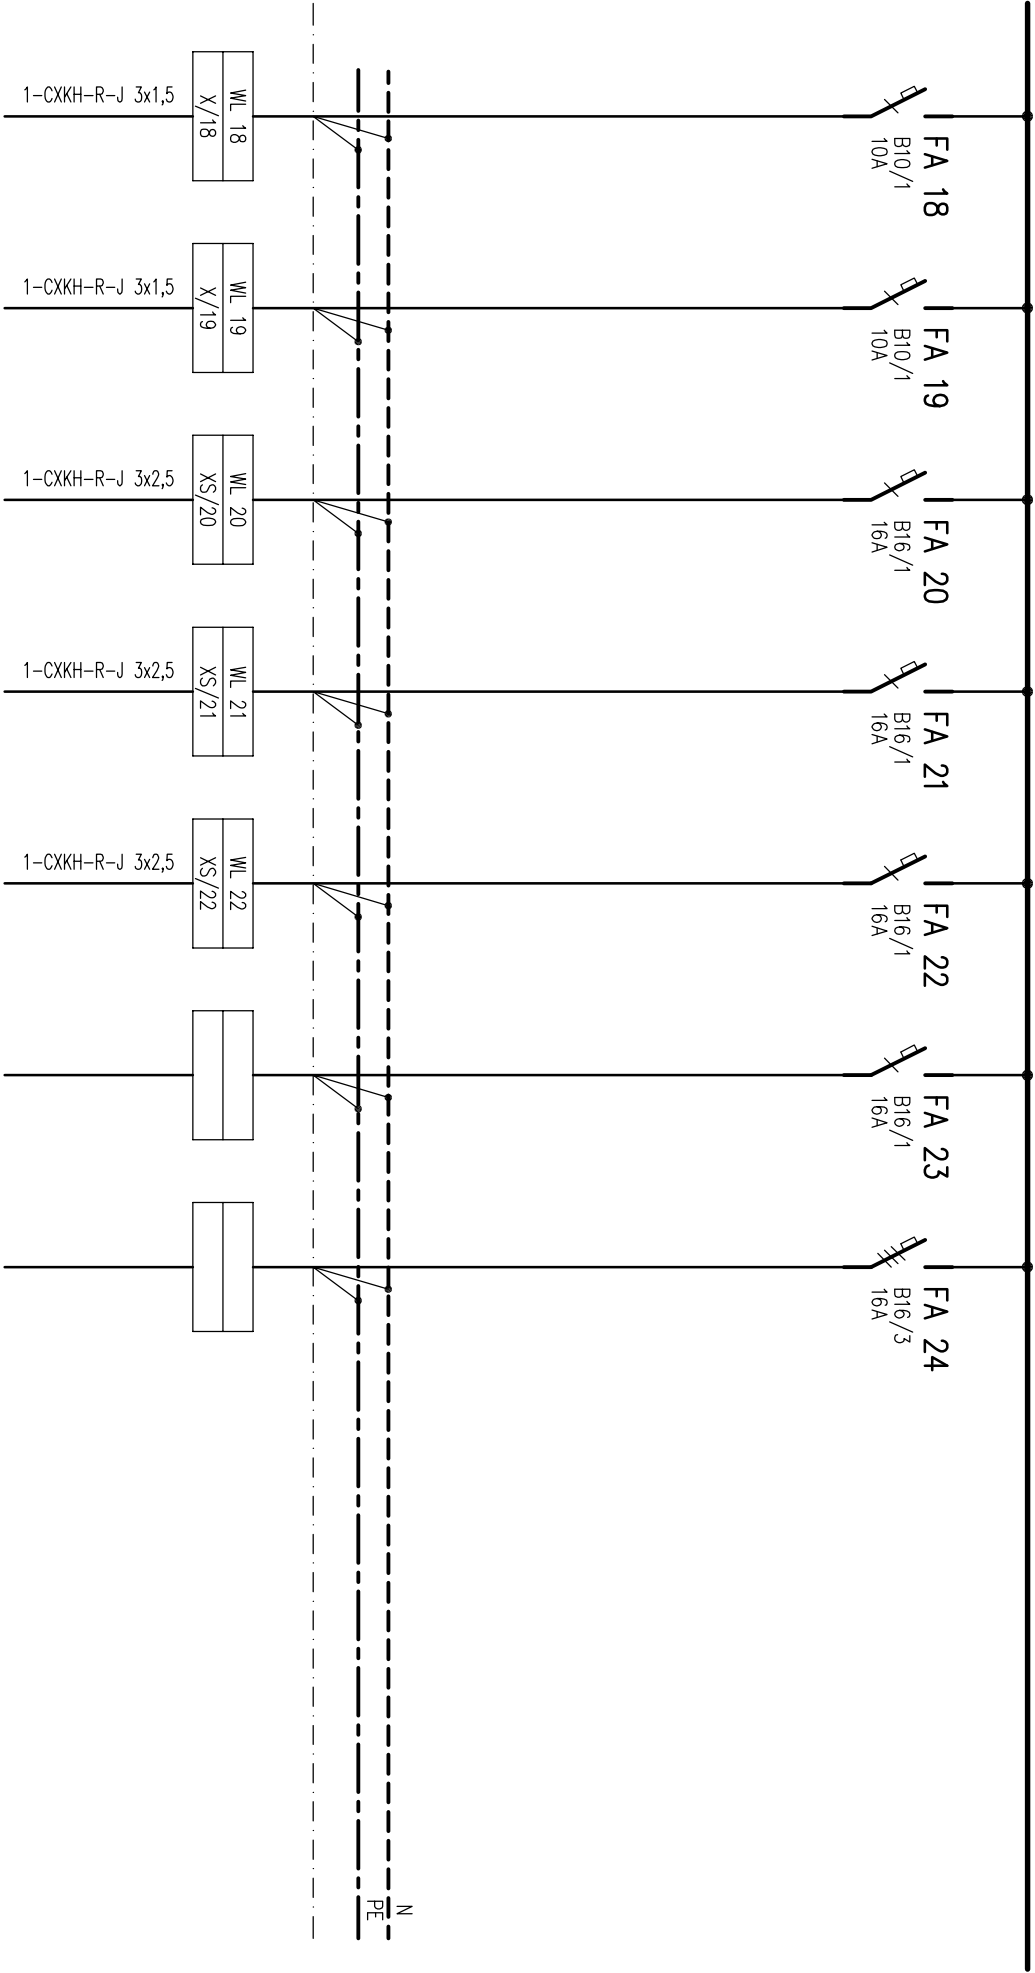 FA 18
B10/1
10A
WL 18
X/18
1-CXKH-R-J 3x1,5
FA 19
B10/1
10A
WL 19
X/19
1-CXKH-R-J 3x1,5
FA 20
B16/1
16A
WL 20
XS/20
1-CXKH-R-J 3x2,5
FA 21
B16/1
16A
WL 21
XS/21
1-CXKH-R-J 3x2,5
FA 22
B16/1
16A
WL 22
XS/22
1-CXKH-R-J 3x2,5
FA 23
B16/1
16A
FA 24
B16/3
16A
N
PE